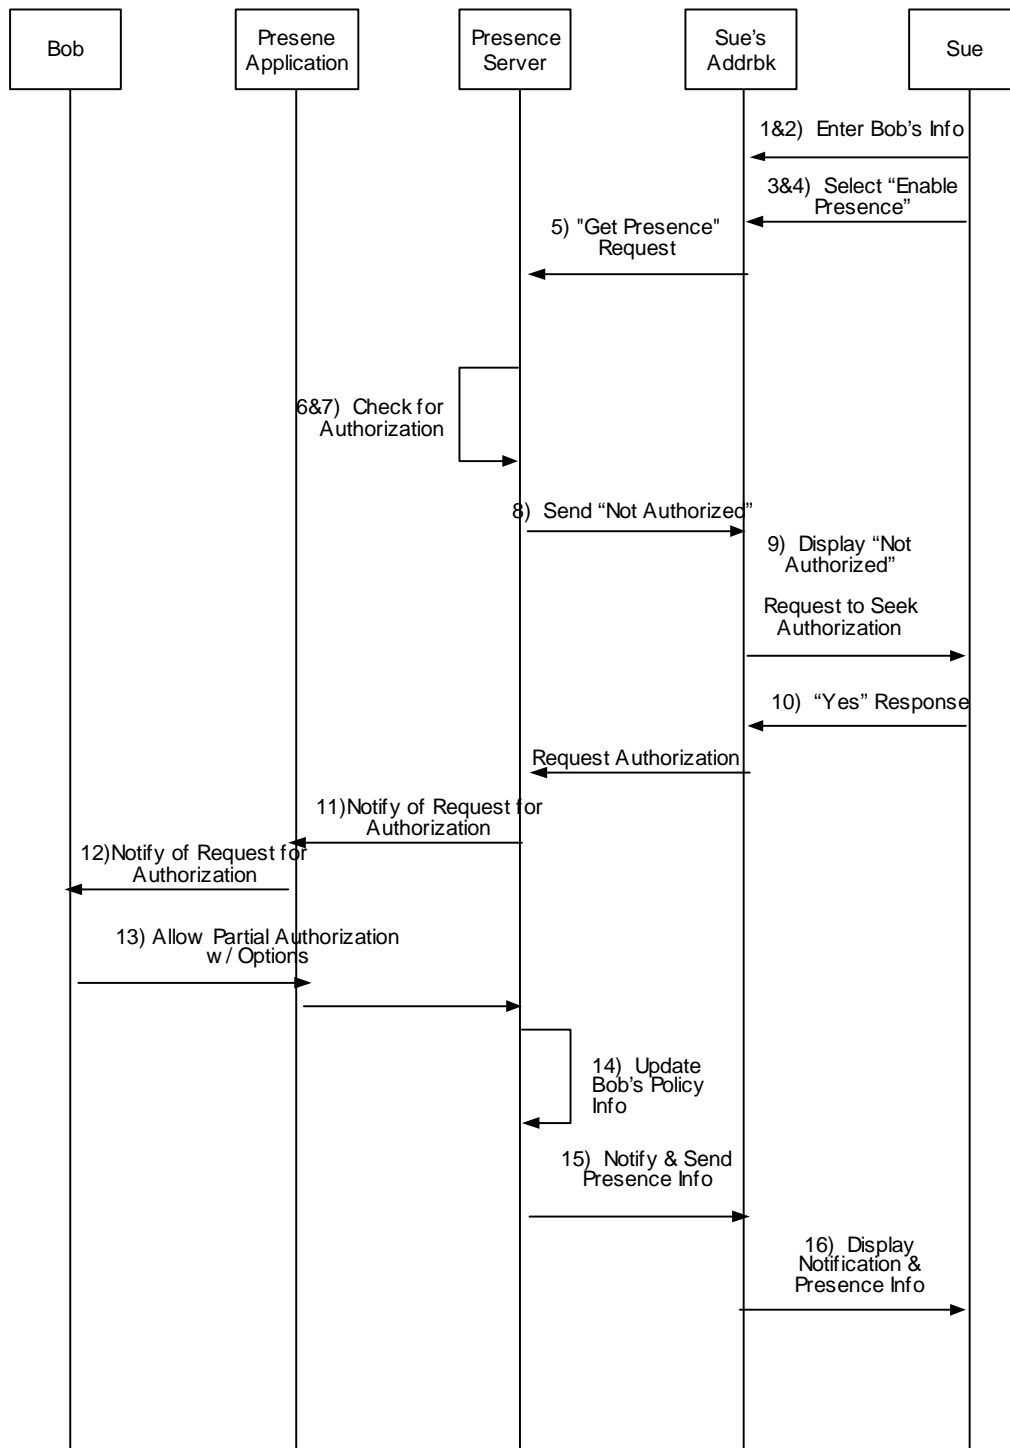 Bob
Presene
Application
Presence
Server
Sue's
Addrbk
Sue
1&2) Enter Bob's Info
3&4) Select “Enable
Presence”
5) "Get Presence"
Request
6&7) Check for
Authorization
8) Send “Not Authorized”
9) Display “Not
Authorized”
Request to Seek
Authorization
10) “Yes” Response
Request Authorization
11)Notify of Request for
Authorization
12)Notify of Request for
Authorization
13) Allow Partial Authorization
w/ Options
14) Update
Bob's Policy
Info
15) Notify & Send
Presence Info
16) Display
Notification &
Presence Info